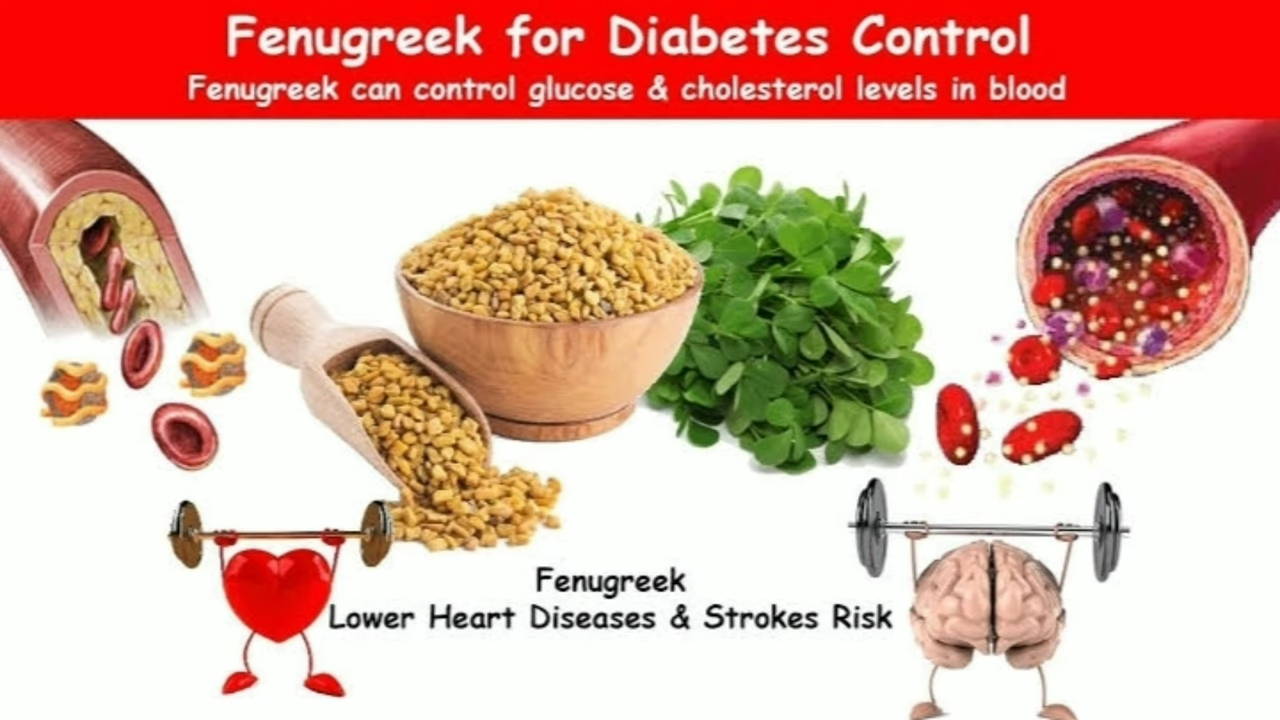 Fenugreek for Diabetes Control
Fenugreek can control glucose & cholesterol levels in blood
Fenugreek
Lower Heart Diseases & Strokes Risk